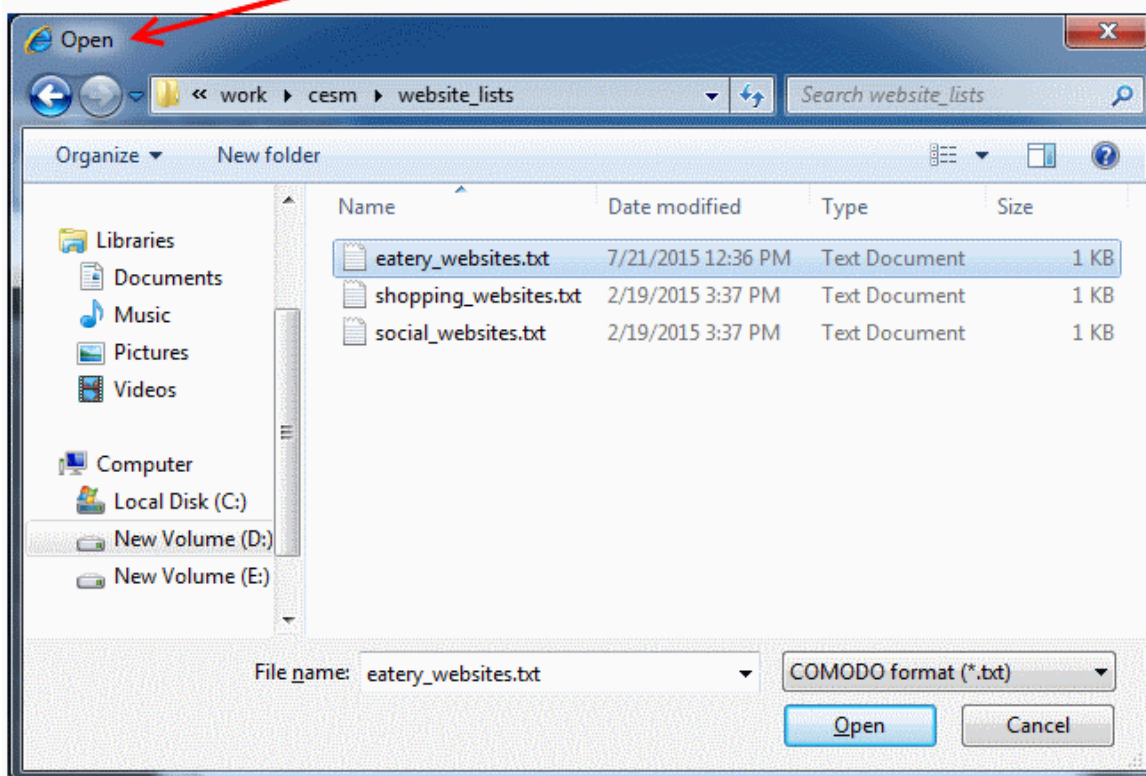 Open
x
« work ▸ cesm ▸ website_lists
Search website_lists
Organize ▾ New folder
?
Name Date modified Type Size
Libraries
Documents
Music
Pictures
Videos
Computer
Local Disk (C:)
New Volume (D:)
New Volume (E:)
eatery_websites.txt 7/21/2015 12:36 PM Text Document 1 KB
shopping_websites.txt 2/19/2015 3:37 PM Text Document 1 KB
social_websites.txt 2/19/2015 3:37 PM Text Document 1 KB
File name: eatery_websites.txt COMODO format (*.txt)
Open Cancel